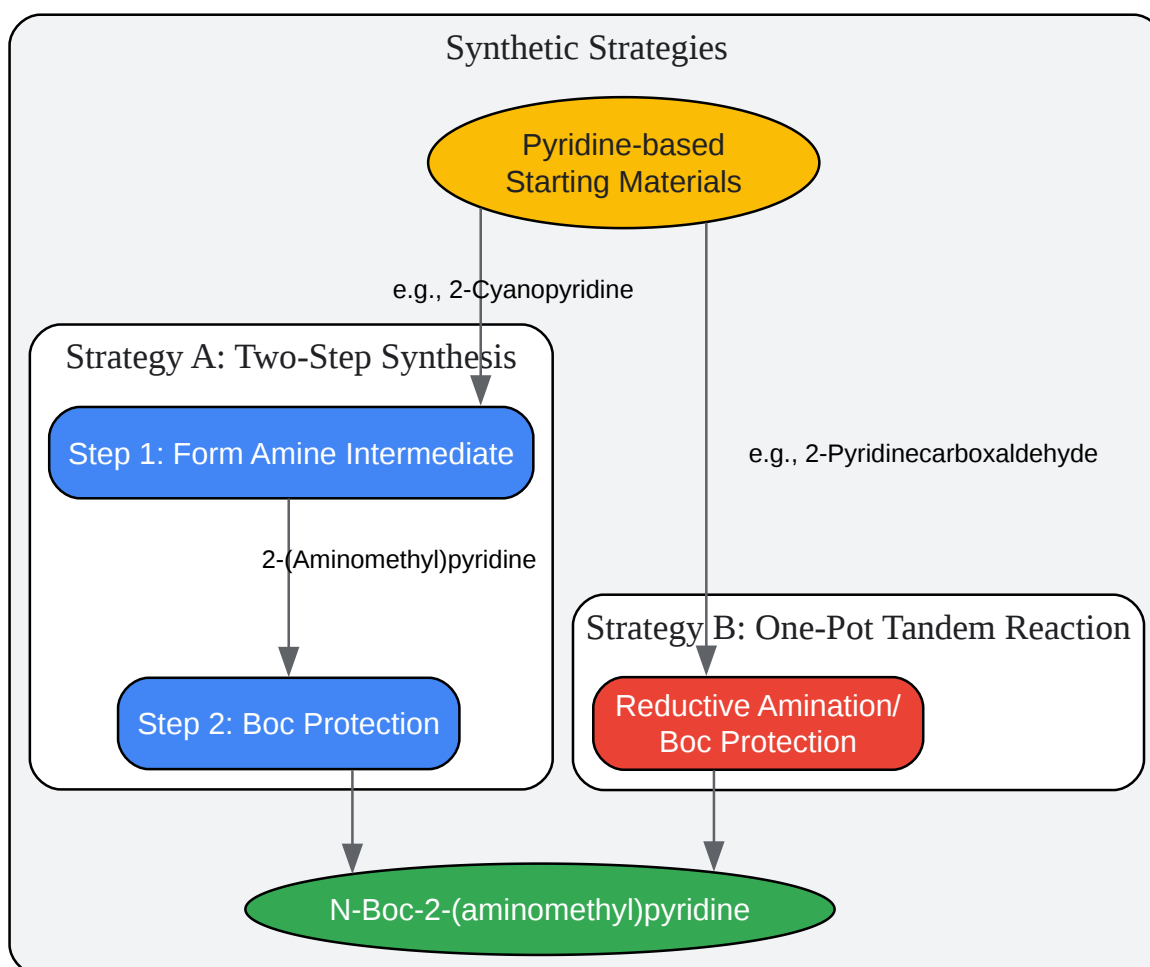 Synthetic Strategies
Pyridine-based
Starting Materials
e.g., 2-Cyanopyridine
Strategy A: Two-Step Synthesis
Step 1: Form Amine Intermediate
e.g., 2-Pyridinecarboxaldehyde
2-(Aminomethyl)pyridine
Strategy B: One-Pot Tandem Reaction
Step 2: Boc Protection
Reductive Amination/
Boc Protection
N-Boc-2-(aminomethyl)pyridine